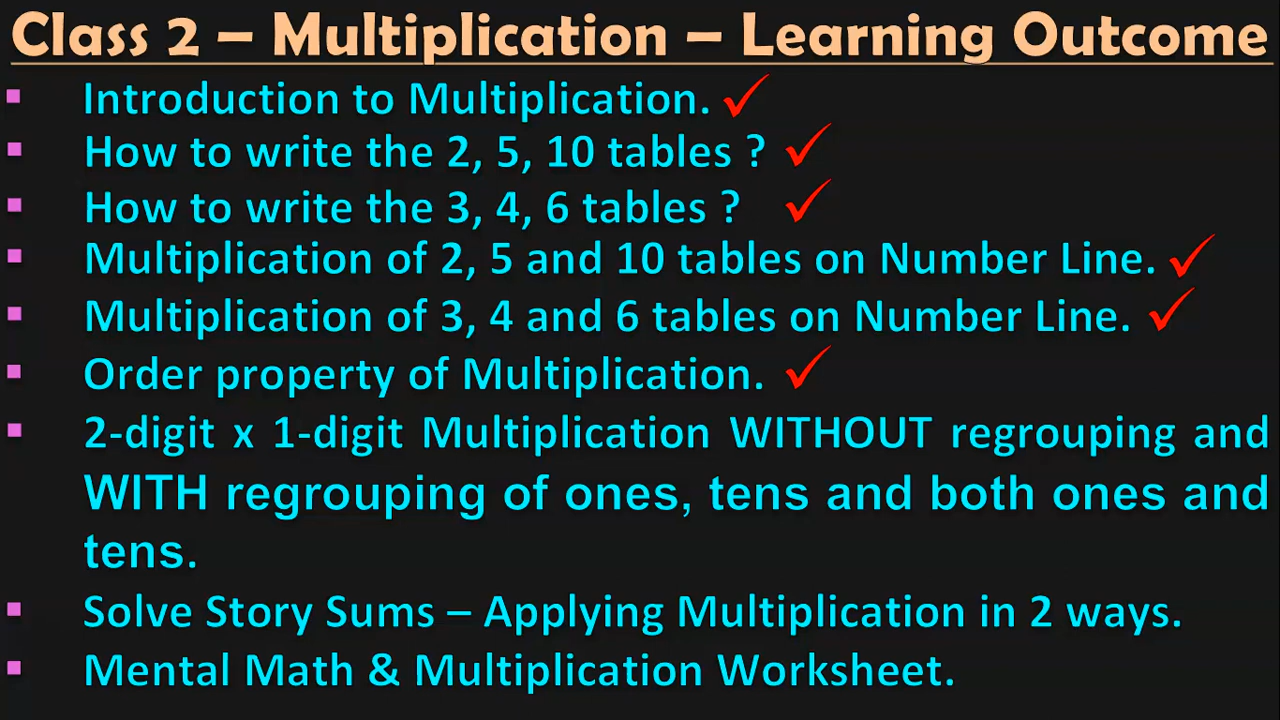 Class 2 – Multiplication – Learning Outcome
▪ Introduction to Multiplication. ✓
▪ How to write the 2, 5, 10 tables ? ✓
▪ How to write the 3, 4, 6 tables ? ✓
▪ Multiplication of 2, 5 and 10 tables on Number Line. ✓
▪ Multiplication of 3, 4 and 6 tables on Number Line. ✓
▪ Order property of Multiplication. ✓
▪ 2-digit x 1-digit Multiplication WITHOUT regrouping and
WITH regrouping of ones, tens and both ones and
tens.
▪ Solve Story Sums – Applying Multiplication in 2 ways.
▪ Mental Math & Multiplication Worksheet.